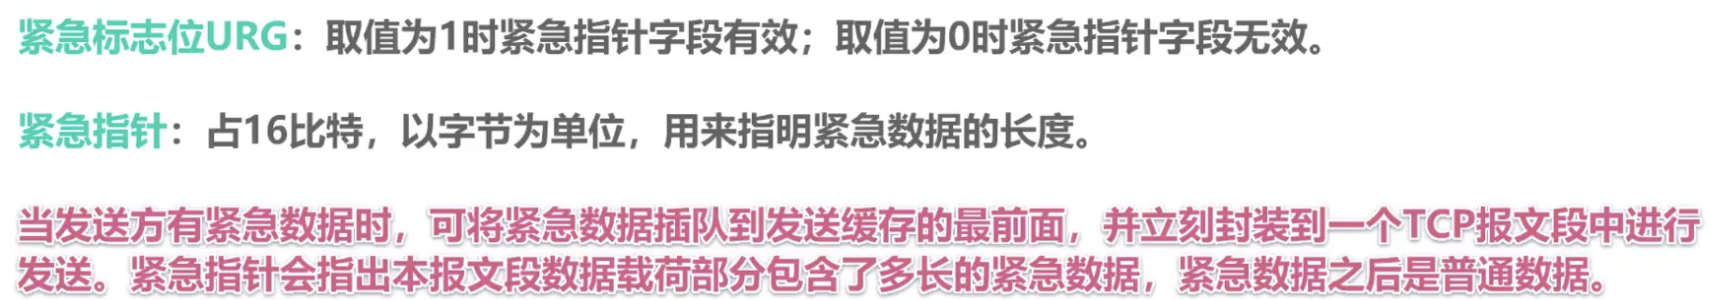 紧急标志位URG：取值为1时紧急指针字段有效；取值为0时紧急指针字段无效。
紧急指针：占16比特，以字节为单位，用来指明紧急数据的长度。
当发送方有紧急数据时，可将紧急数据插队到发送缓存的最前面，并立刻封装到一个TCP报文段中进行
发送。紧急指针会指出本报文段数据载荷部分包含了多长的紧急数据，紧急数据之后是普通数据。